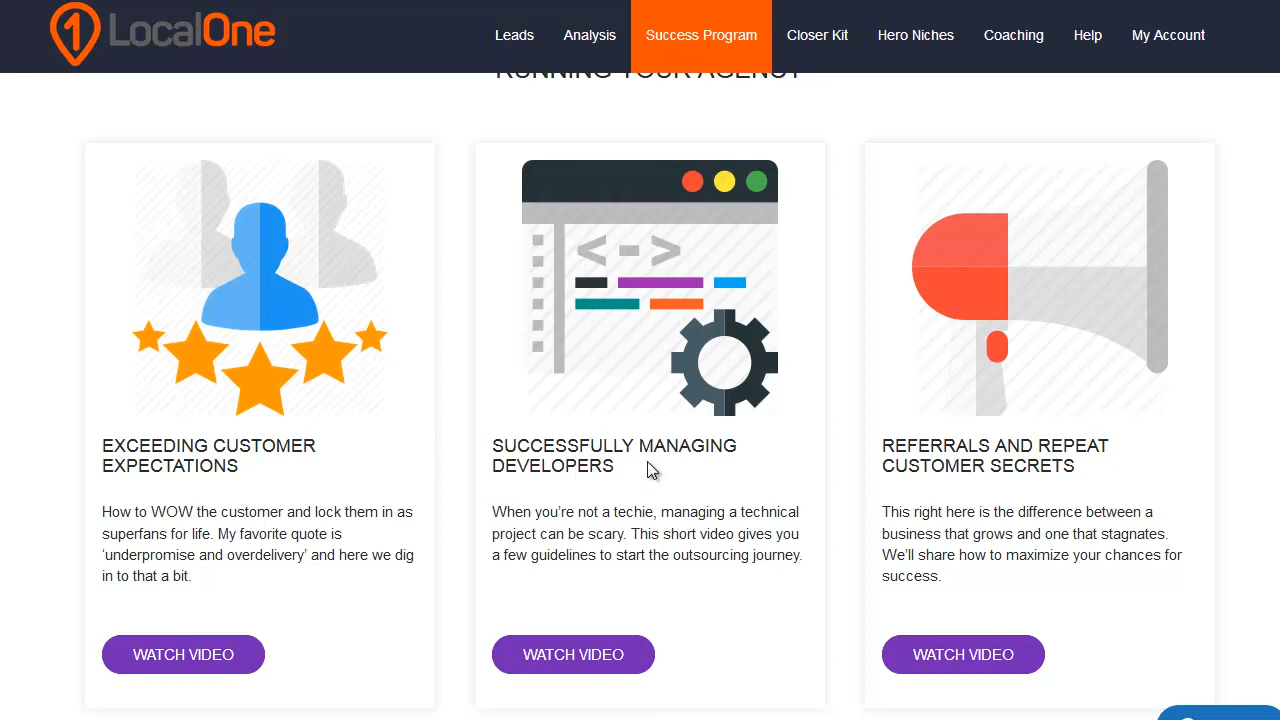 LocalOne
Leads Analysis Success Program Closer Kit Hero Niches Coaching Help My Account
RUNNING YOUR AGENCY
EXCEEDING CUSTOMER
EXPECTATIONS
How to WOW the customer and lock them in as
superfans for life. My favorite quote is
‘underpromise and overdelivery’ and here we dig
in to that a bit.
WATCH VIDEO
SUCCESSFULLY MANAGING
DEVELOPERS
When you’re not a techie, managing a technical
project can be scary. This short video gives you
a few guidelines to start the outsourcing journey.
WATCH VIDEO
REFERRALS AND REPEAT
CUSTOMER SECRETS
This right here is the difference between a
business that grows and one that stagnates.
We’ll share how to maximize your chances for
success.
WATCH VIDEO